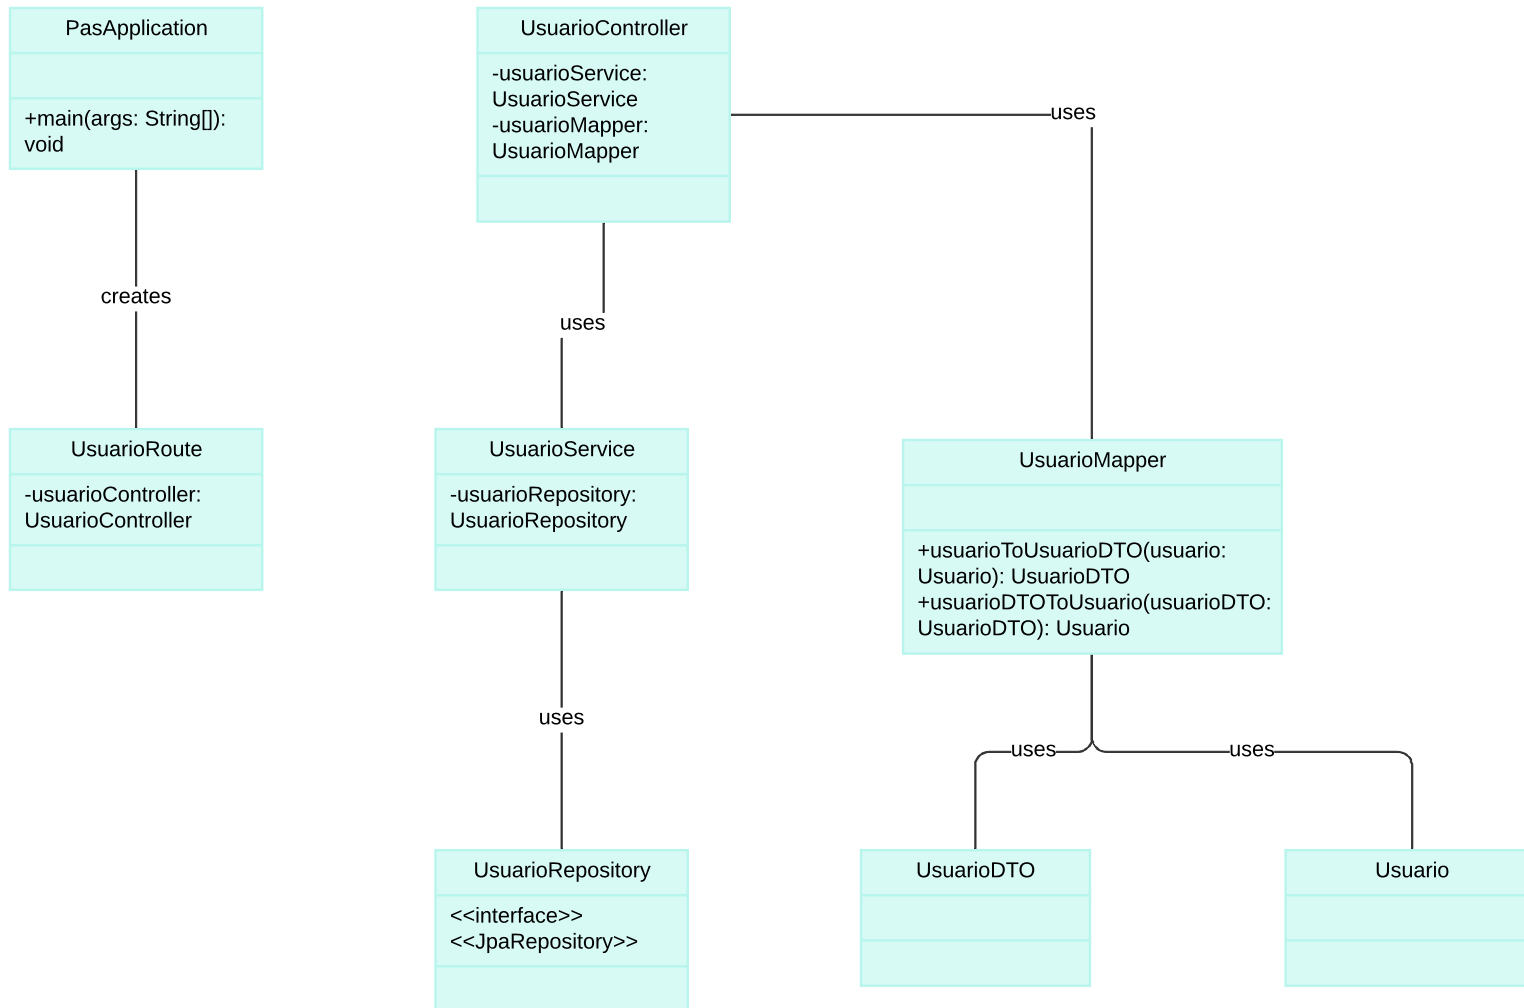 PasApplication
+main(args: String[]):
void
creates
UsuarioRoute
-usuarioController:
UsuarioController
UsuarioController
-usuarioService:
UsuarioService
-usuarioMapper:
UsuarioMapper
uses
uses
UsuarioService
-usuarioRepository:
UsuarioRepository
uses
UsuarioRepository
<<interface>>
<<JpaRepository>>
UsuarioMapper
+usuarioToUsuarioDTO(usuario:
Usuario): UsuarioDTO
+usuarioDTOToUsuario(usuarioDTO:
UsuarioDTO): Usuario
uses
uses
UsuarioDTO
Usuario